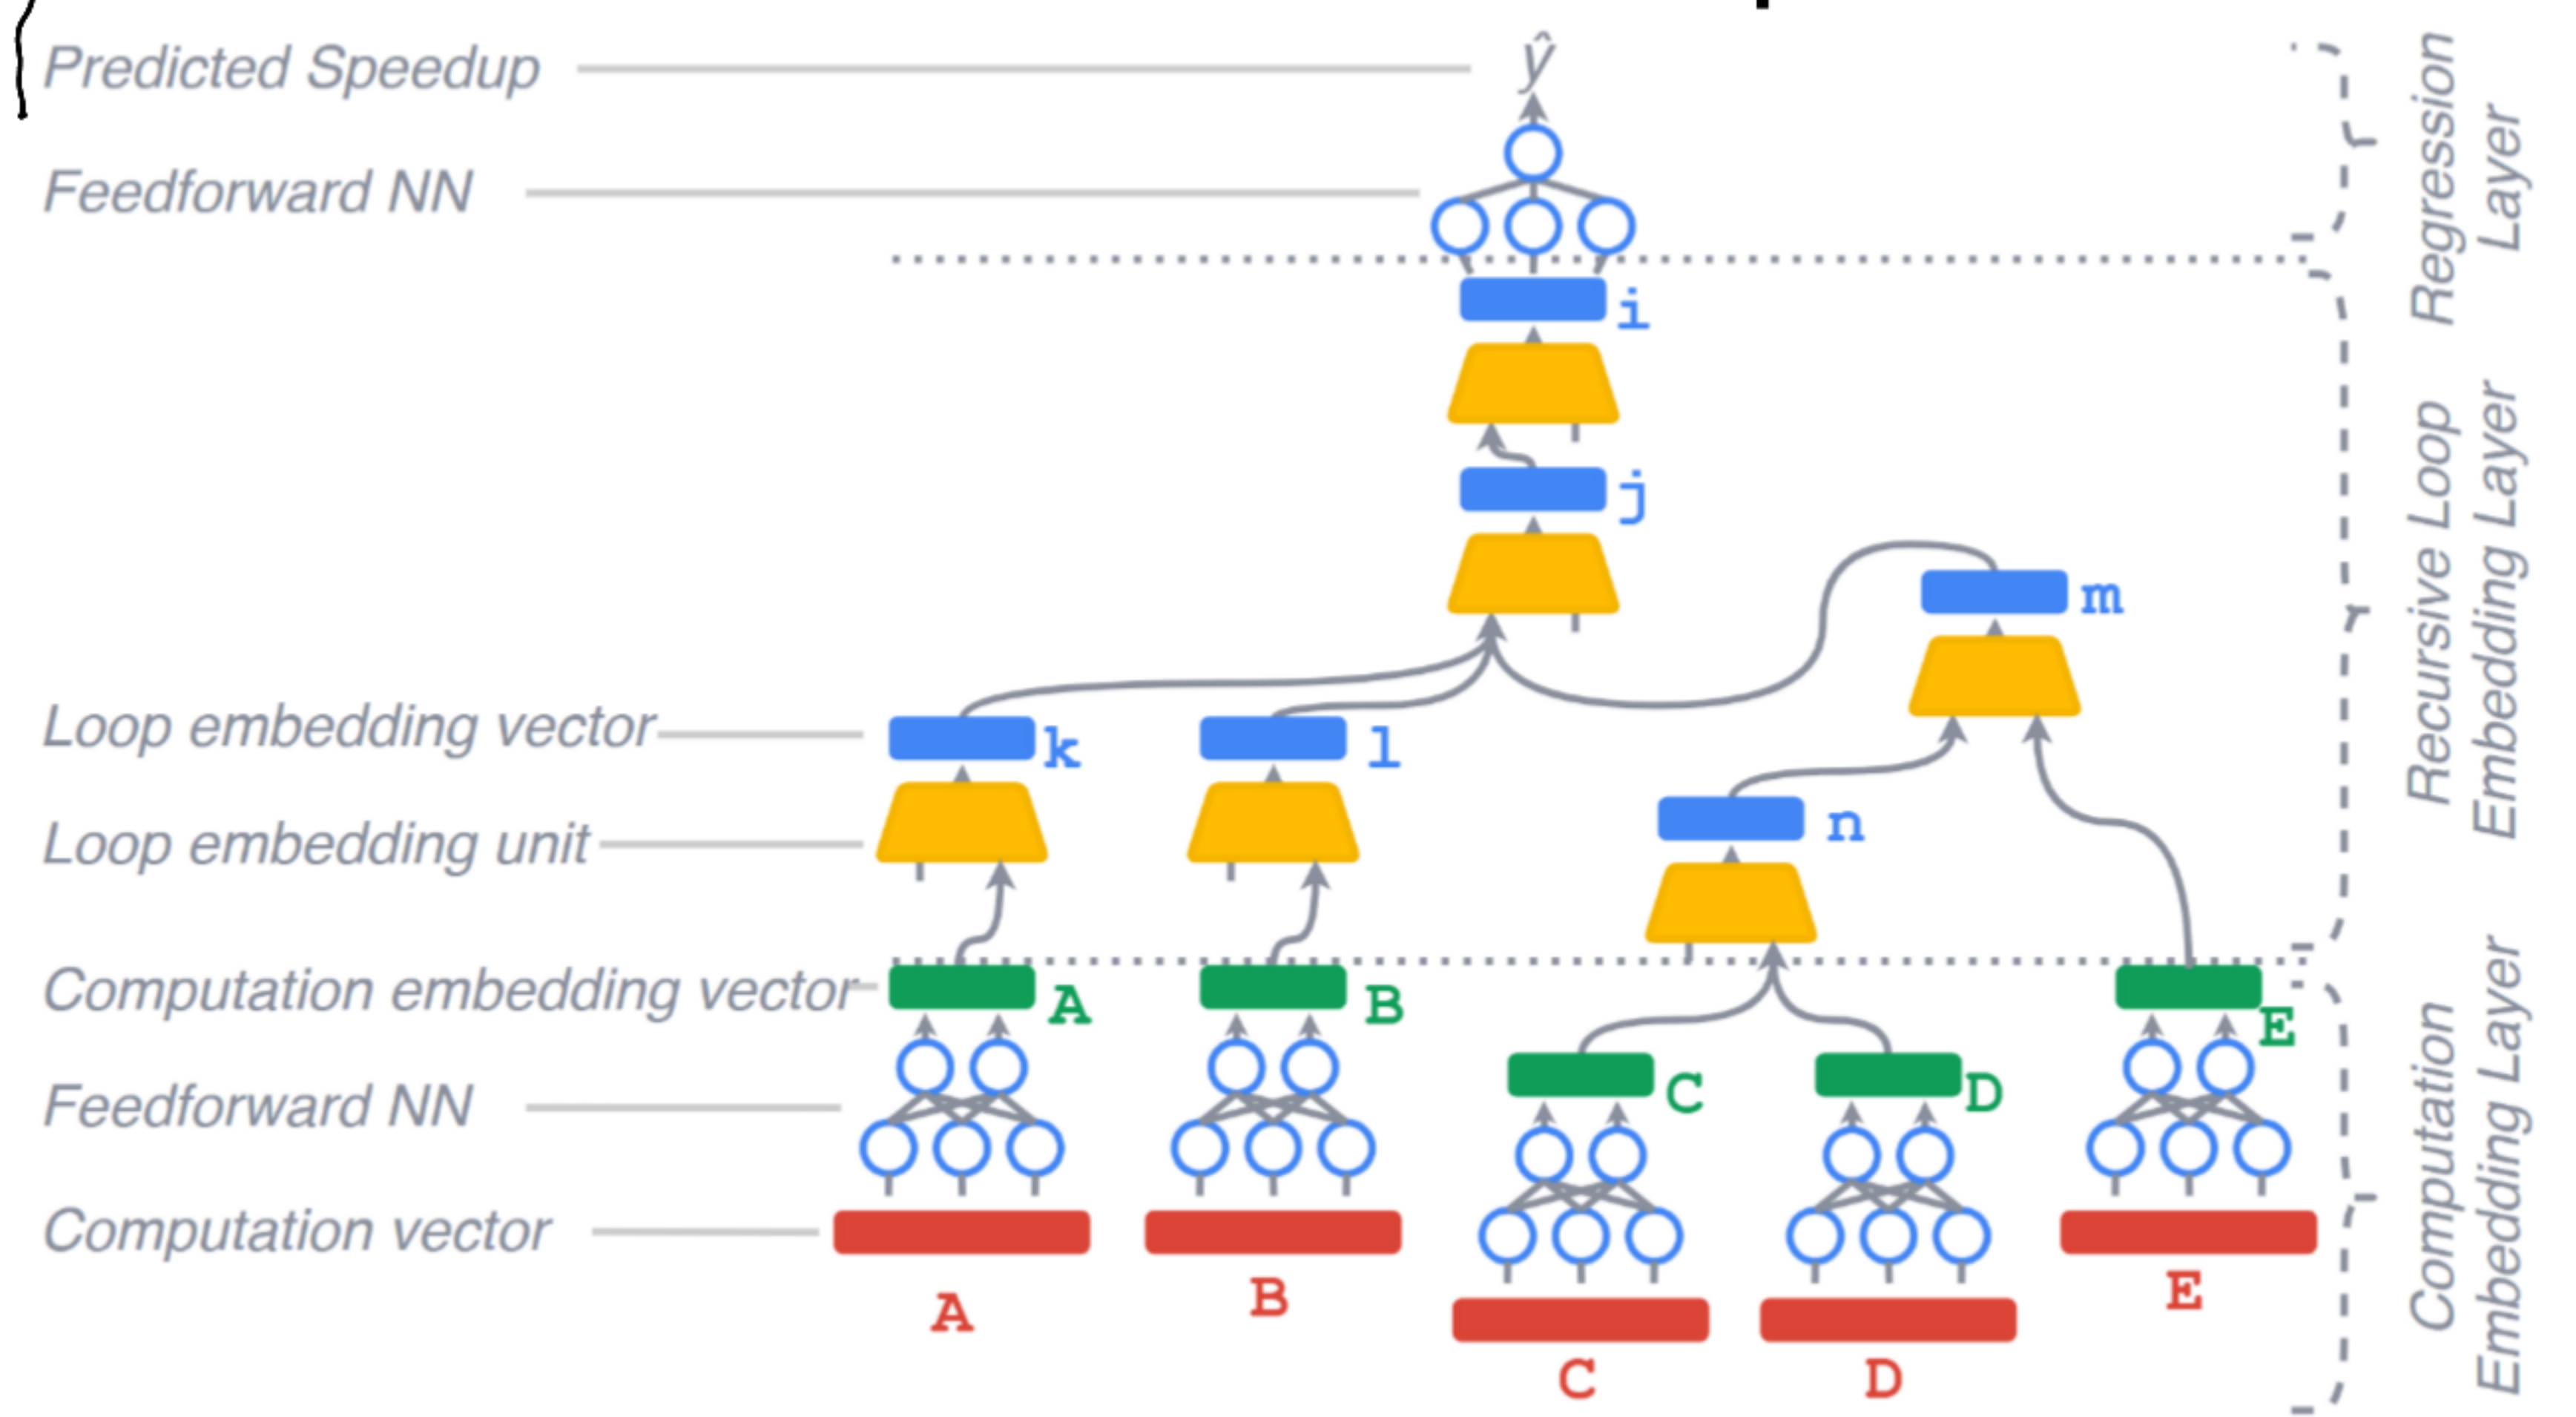 Predicted Speedup
ŷ
Feedforward NN
i
j
m
Loop embedding vector
k
l
Loop embedding unit
n
Computation embedding vector
A
B
E
C
D
Feedforward NN
Computation vector
A
B
E
C
D
Regression
Layer
Recursive Loop
Embedding Layer
Computation
Embedding Layer